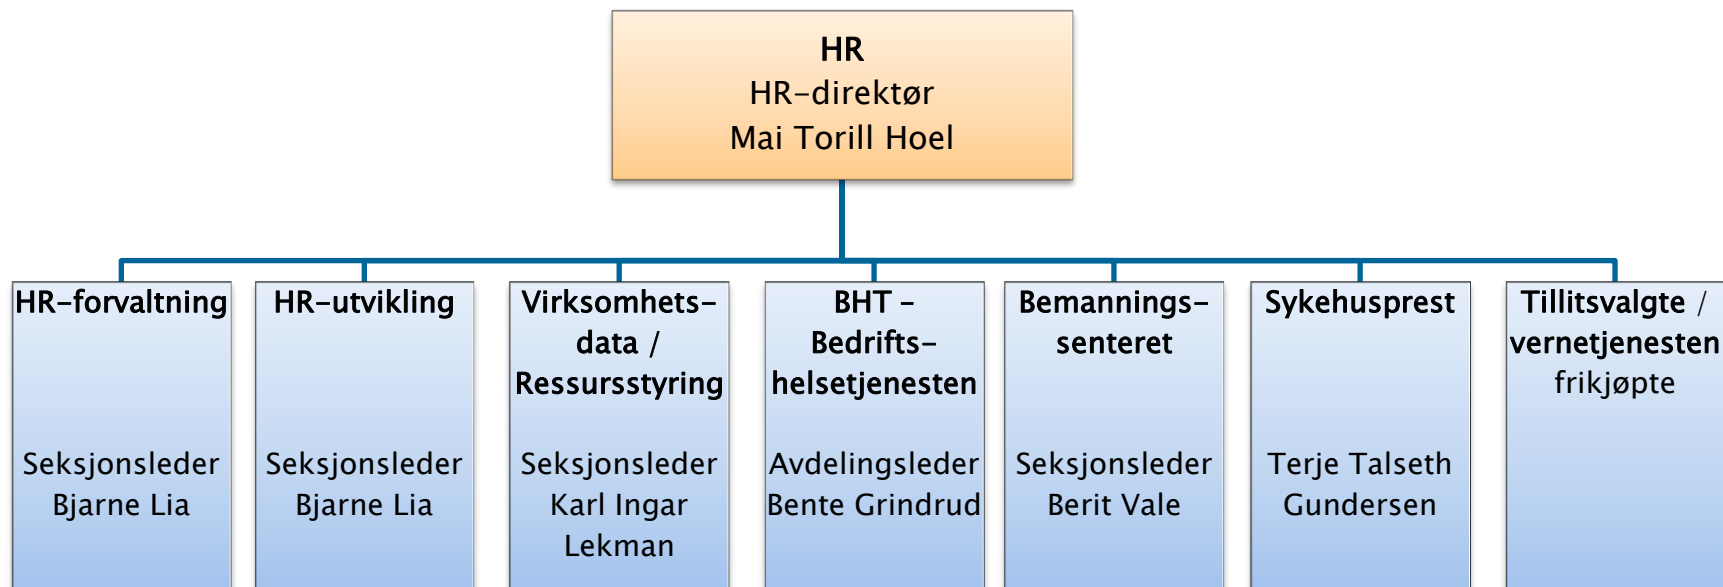 HR
HR-direktør
Mai Torill Hoel
HR-forvaltning
Seksjonsleder
Bjarne Lia
HR-utvikling
Seksjonsleder
Bjarne Lia
Virksomhets-
data /
Ressursstyring
Seksjonsleder
Karl Ingar
Lekman
BHT -
Bedrifts-
helsetjenesten
Avdelingsleder
Bente Grindrud
Bemannings-
senteret
Seksjonsleder
Berit Vale
Sykehusprest
Terje Talseth
Gundersen
Tillitsvalgte /
vernetjenesten
frikjøpte